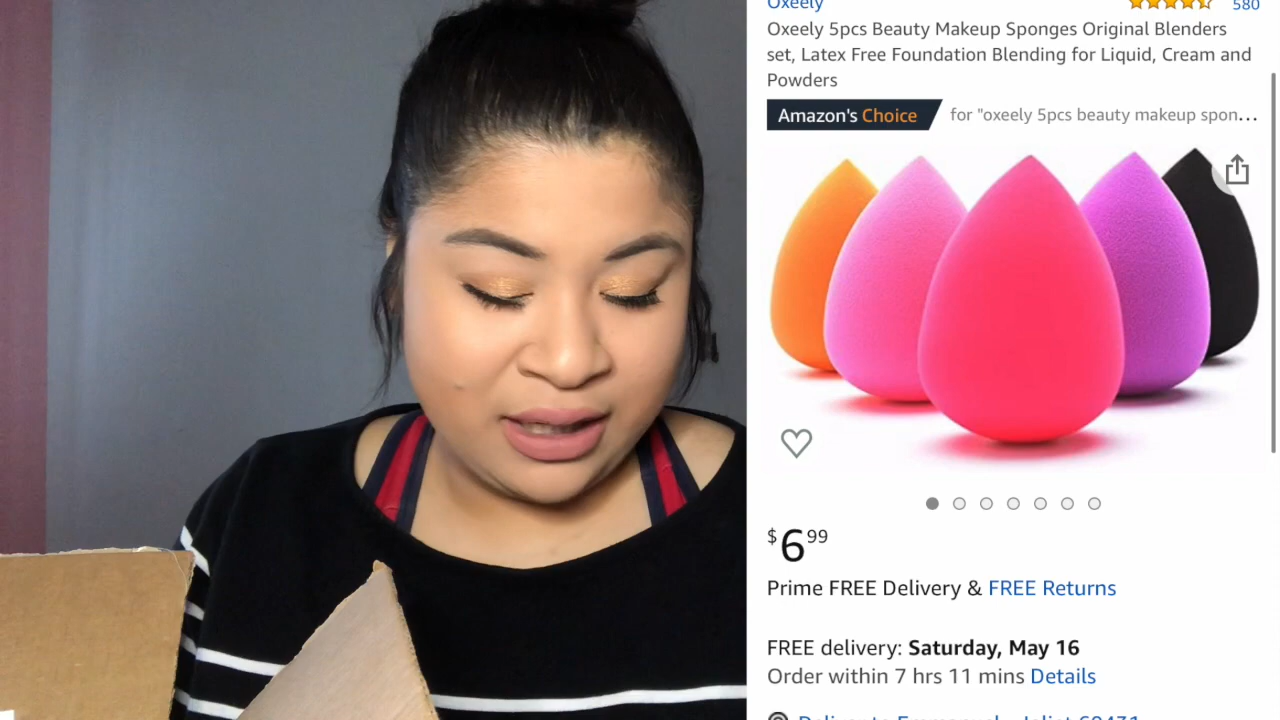 Oxeely 580
Oxeely 5pcs Beauty Makeup Sponges Original Blenders
set, Latex Free Foundation Blending for Liquid, Cream and
Powders
Amazon's Choice for "oxeely 5pcs beauty makeup spon...
$6 99
Prime FREE Delivery & FREE Returns
FREE delivery: Saturday, May 16
Order within 7 hrs 11 mins Details